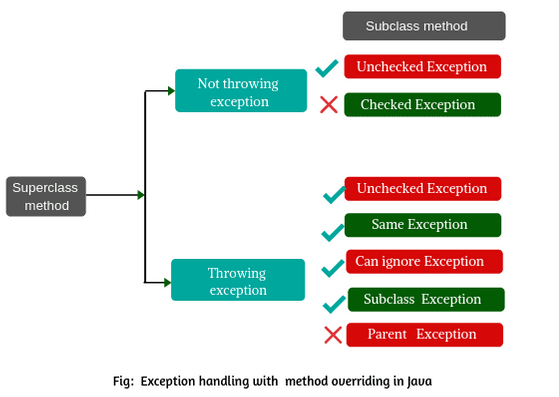 Subclass method
Unchecked Exception
Not throwing
exception
Checked Exception
Superclass
method
Unchecked Exception
Same Exception
Can ignore Exception
Throwing
exception
Subclass Exception
Parent Exception
Fig: Exception handling with method overriding in Java